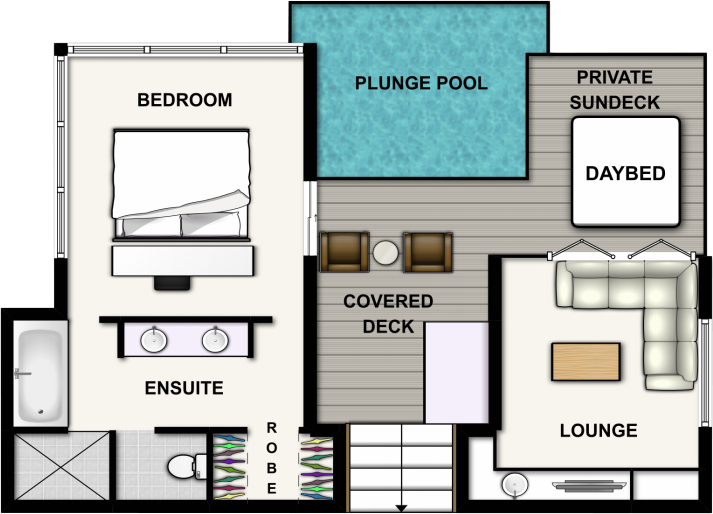 PLUNGE POOL
PRIVATE
SUNDECK
BEDROOM
DAYBED
COVERED
DECK
ENSUITE
LOUNGE
R
O
B
E